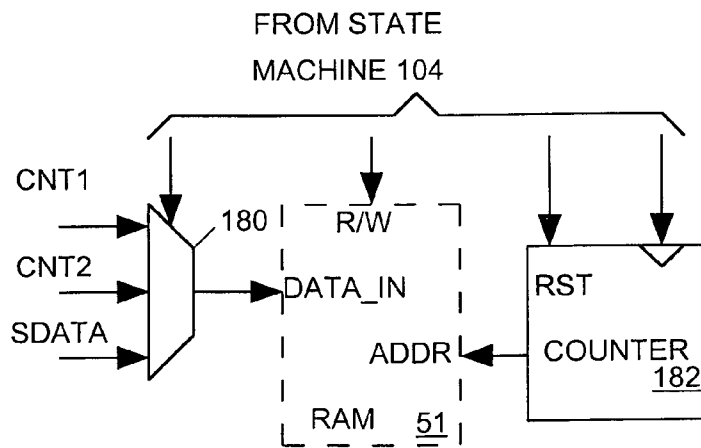 FROM STATE
MACHINE 104
CNT1
180
R/W
CNT2
DATA_IN
RST
SDATA
ADDR
COUNTER
182
RAM
51